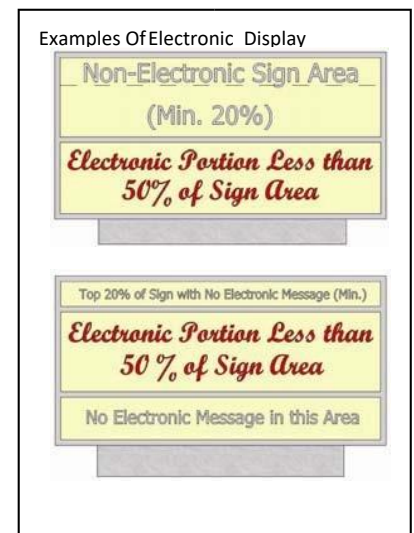 Examples Of Electronic Display
Non-Electronic Sign Area
(Min. 20%)
Electronic Portion Less than
50% of Sign Area
Top 20% of Sign with No Electronic Message (Min.)
Electronic Portion Less than
50 % of Sign Area
No Electronic Message in this Area